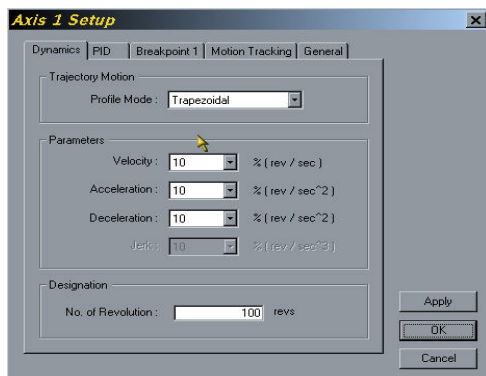 Axis 1 Setup
Dynamics PID Breakpoint 1 Motion Tracking General
Trajectory Motion
Profile Mode : Trapezoidal
Parameters
Velocity : 10 % ( rev / sec )
Acceleration : 10 % ( rev / sec^2 )
Deceleration : 10 % ( rev / sec^2 )
Jerk : 10 % ( rev / sec^3 )
Designation
No. of Revolution : 100 revs
Apply
OK
Cancel